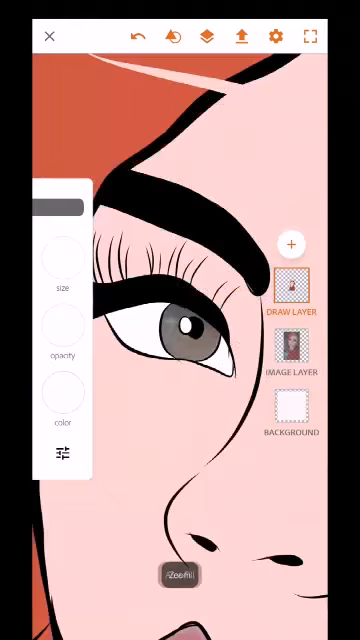 size
opacity
color
DRAW LAYER
IMAGE LAYER
BACKGROUND